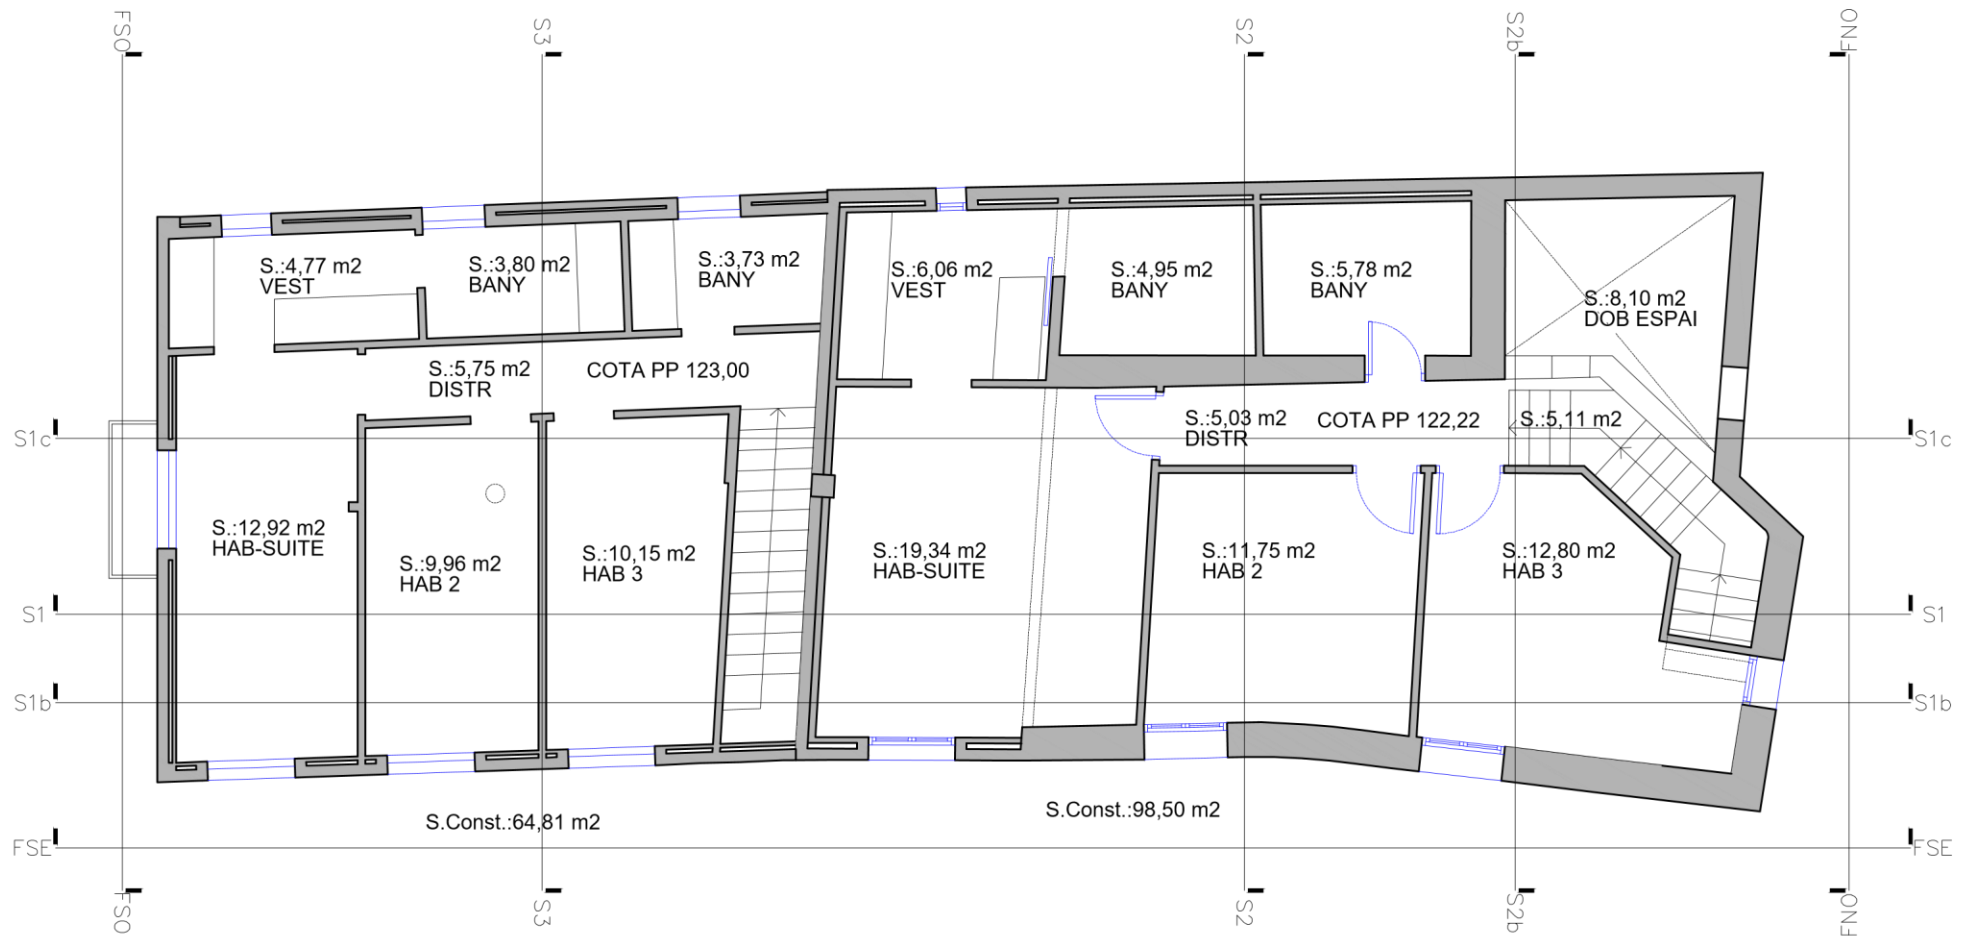 FSO
S3
S2
S2b
FNO
S.:4,77 m2
VEST
S.:3,80 m2
BANY
S.:3,73 m2
BANY
S.:6,06 m2
VEST
S.:4,95 m2
BANY
S.:5,78 m2
BANY
S.:8,10 m2
DOB ESPAI
S.:5,75 m2
DISTR
COTA PP 123,00
S.:5,03 m2
DISTR
COTA PP 122,22
S.:5,11 m2
S1c
S1c
S.:12,92 m2
HAB-SUITE
S.:9,96 m2
HAB 2
S.:10,15 m2
HAB 3
S.:19,34 m2
HAB-SUITE
S.:11,75 m2
HAB 2
S.:12,80 m2
HAB 3
S1
S1
S1b
S1b
S.Const.:64,81 m2
S.Const.:98,50 m2
FSE
FSE
FSO
S3
S2
S2b
FNO